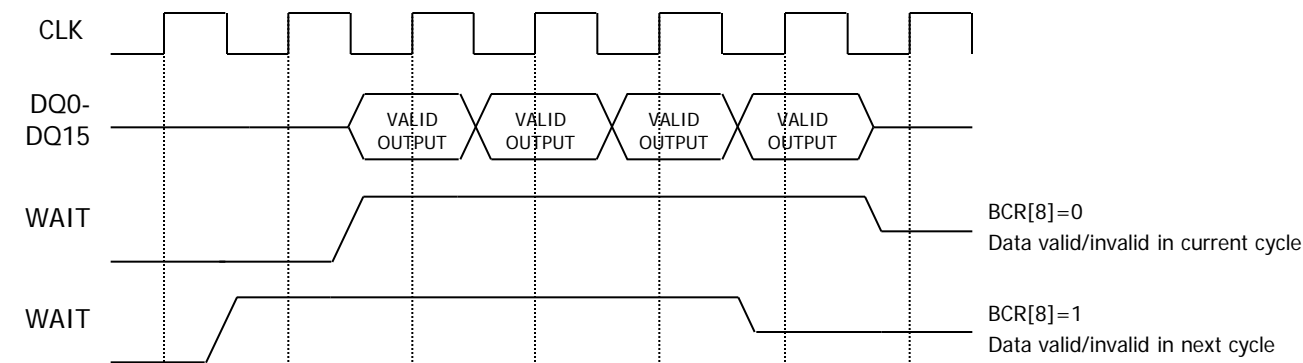 CLK
DQ0-
DQ15
VALID
OUTPUT
VALID
OUTPUT
VALID
OUTPUT
VALID
OUTPUT
WAIT
BCR[8]=0
Data valid/invalid in current cycle
WAIT
BCR[8]=1
Data valid/invalid in next cycle